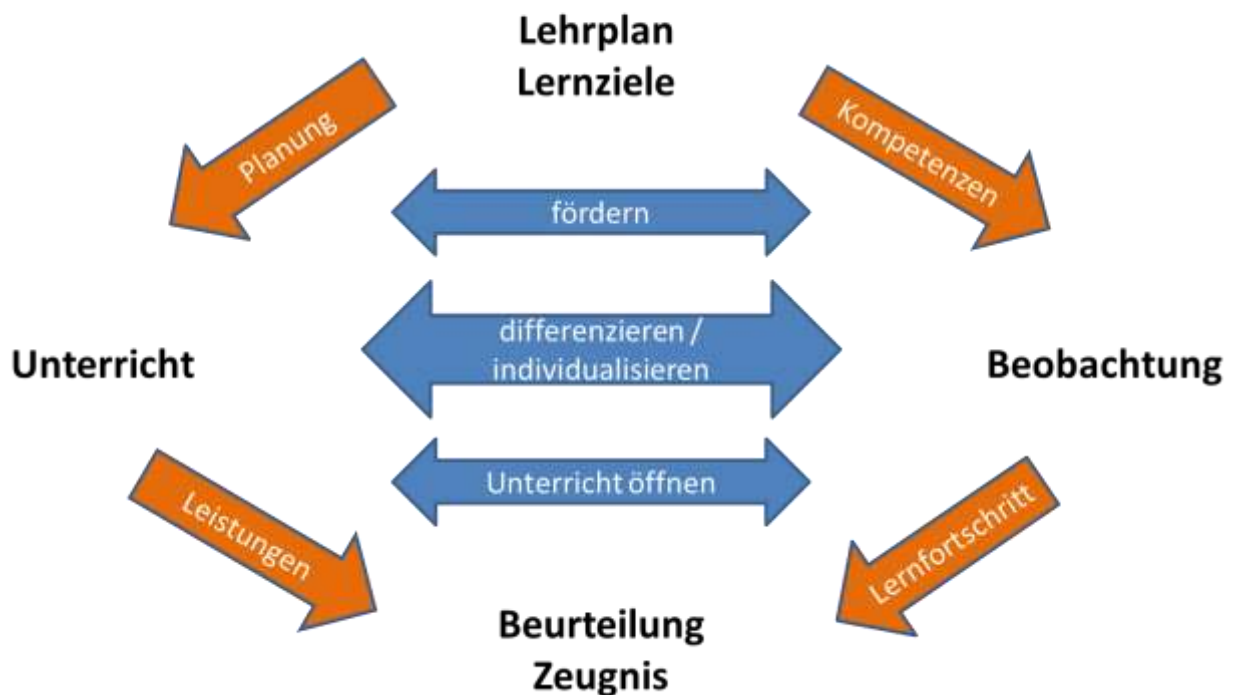 Lehrplan
Lernziele
Planung
Kompetenzen
fördern
differenzieren /
individualisieren
Unterricht
Beobachtung
Unterricht öffnen
Leistungen
Lernfortschritt
Beurteilung
Zeugnis